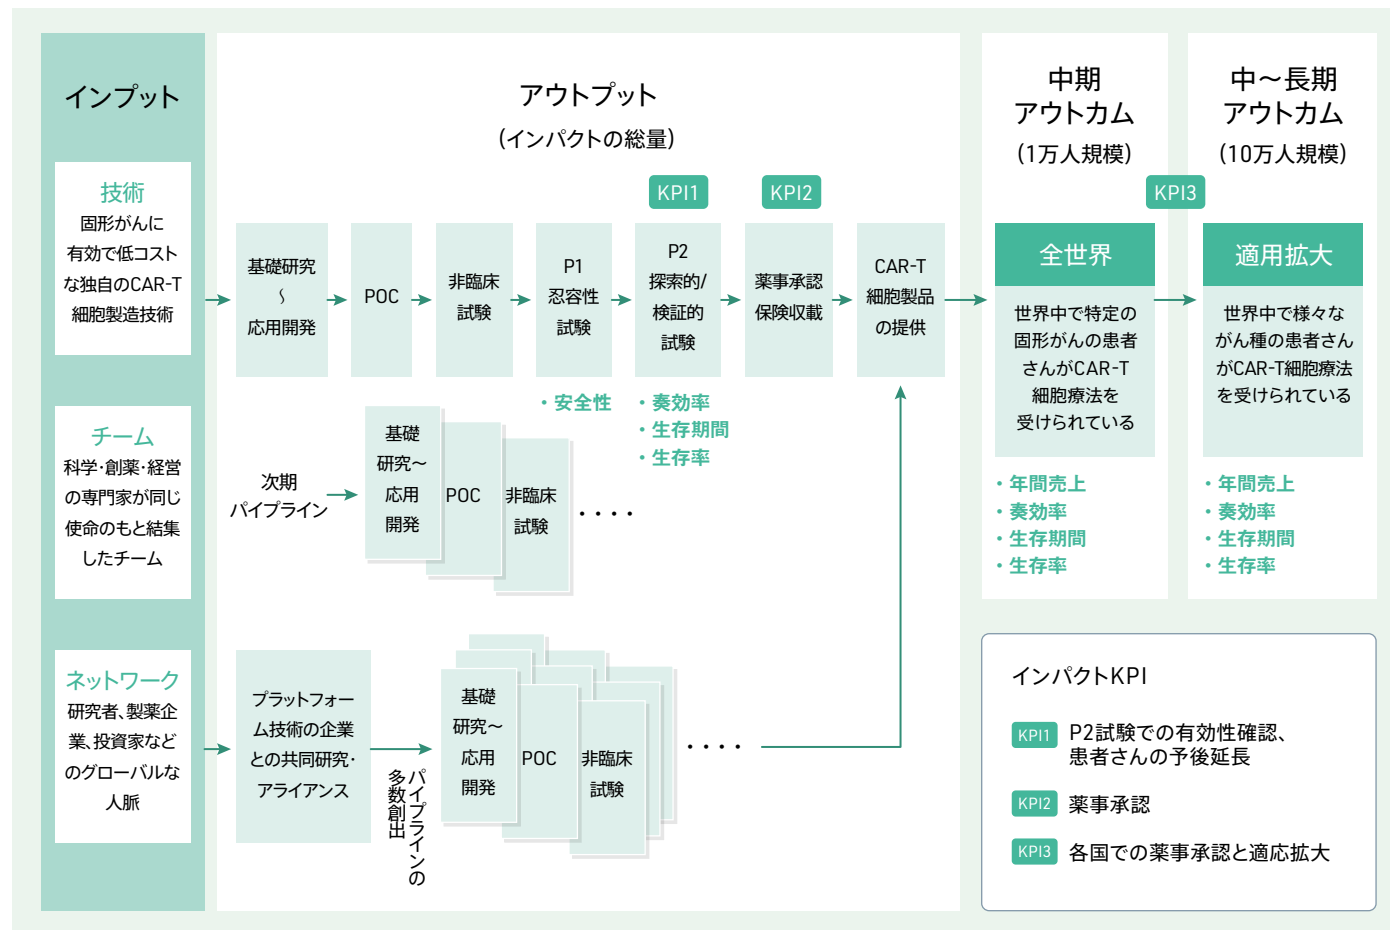 インプット
技術
固形がんに
有効で低コスト
な独自のCAR-T
細胞製造技術
チーム
科学・創薬・経営
の専門家が同じ
使命のもと結集
したチーム
ネットワーク
研究者、製薬企
業、投資家など
のグローバルな
人脈
アウトプット
(インパクトの総量)
KPI1
KPI2
基礎研究
〜
応用開発
POC
非臨床
試験
P1
忍容性
試験
P2
探索的/
検証的
試験
薬事承認
保険収載
CAR-T
細胞製品
の提供
・安全性
・奏効率
・生存期間
・生存率
次期
パイプライン
基礎
研究〜
応用
開発
POC
非臨床
試験
・・・・
プラットフォー
ム技術の企業
との共同研究・
アライアンス
パイプラインの
多数創出
基礎
研究〜
応用
開発
POC
非臨床
試験
・・・・
中期
アウトカム
(1万人規模)
KPI3
全世界
世界中で特定の
固形がんの患者
さんがCAR-T
細胞療法を
受けられている
・年間売上
・奏効率
・生存期間
・生存率
中〜長期
アウトカム
(10万人規模)
適用拡大
世界中で様々な
がん種の患者さん
がCAR-T細胞療法
を受けられている
・年間売上
・奏効率
・生存期間
・生存率
インパクトKPI
KPI1 P2試験での有効性確認、
患者さんの予後延長
KPI2 薬事承認
KPI3 各国での薬事承認と適応拡大